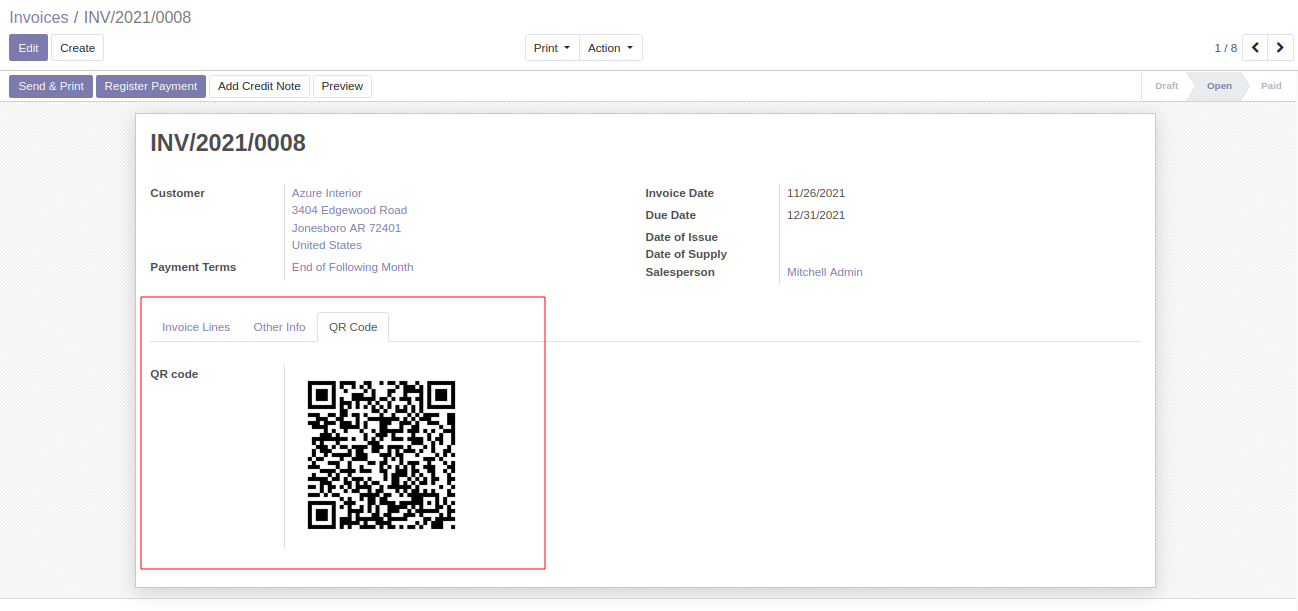 Invoices / INV/2021/0008
Edit Create Print Action 1 / 8
Send & Print Register Payment Add Credit Note Preview Draft Open Paid
INV/2021/0008
Customer Azure Interior Invoice Date 11/26/2021
3404 Edgewood Road Due Date 12/31/2021
Jonesboro AR 72401 Date of Issue
United States Date of Supply
Payment Terms End of Following Month Salesperson Mitchell Admin
Invoice Lines Other Info QR Code
QR code